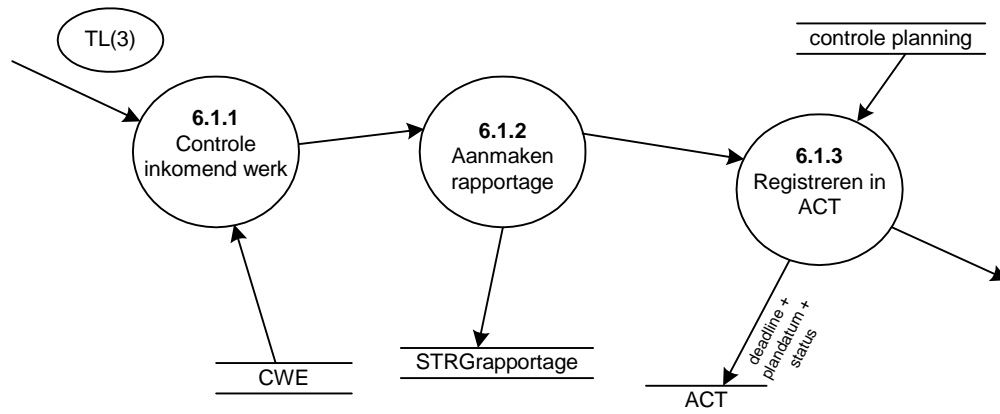 TL(3)
controle planning
6.1.1
Controle
inkomend werk
6.1.2
Aanmaken
rapportage
6.1.3
Registreren in
ACT
deadline +
plandatum +
status
CWE
STRGrapportage
ACT